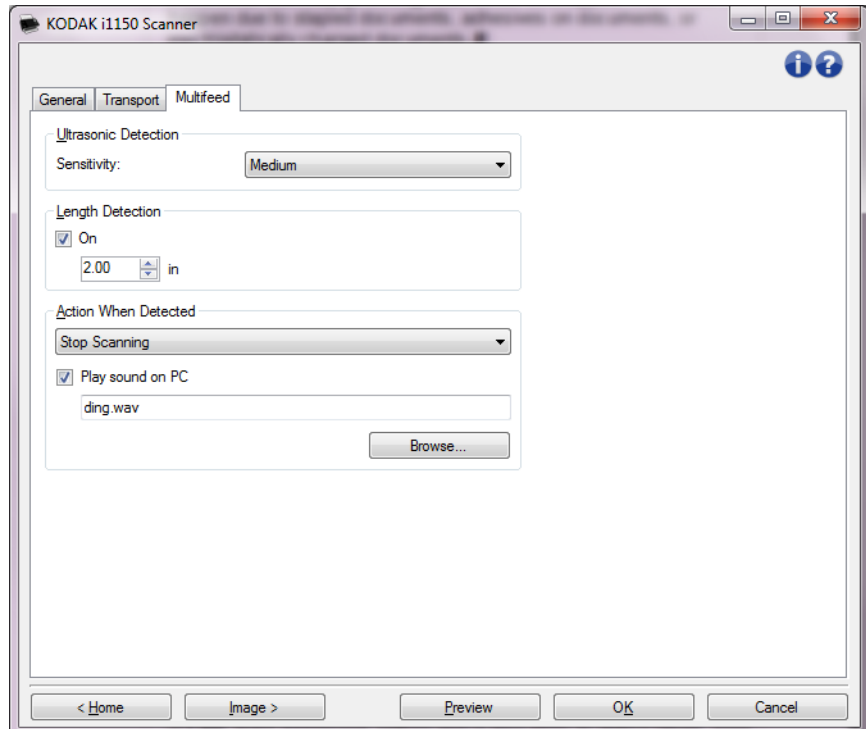 KODAK i1150 Scanner
General Transport Multifeed
Ultrasonic Detection
Sensitivity: Medium
Length Detection
On
2.00 in
Action When Detected
Stop Scanning
Play sound on PC
ding.wav
Browse...
< Home Image > Preview OK Cancel